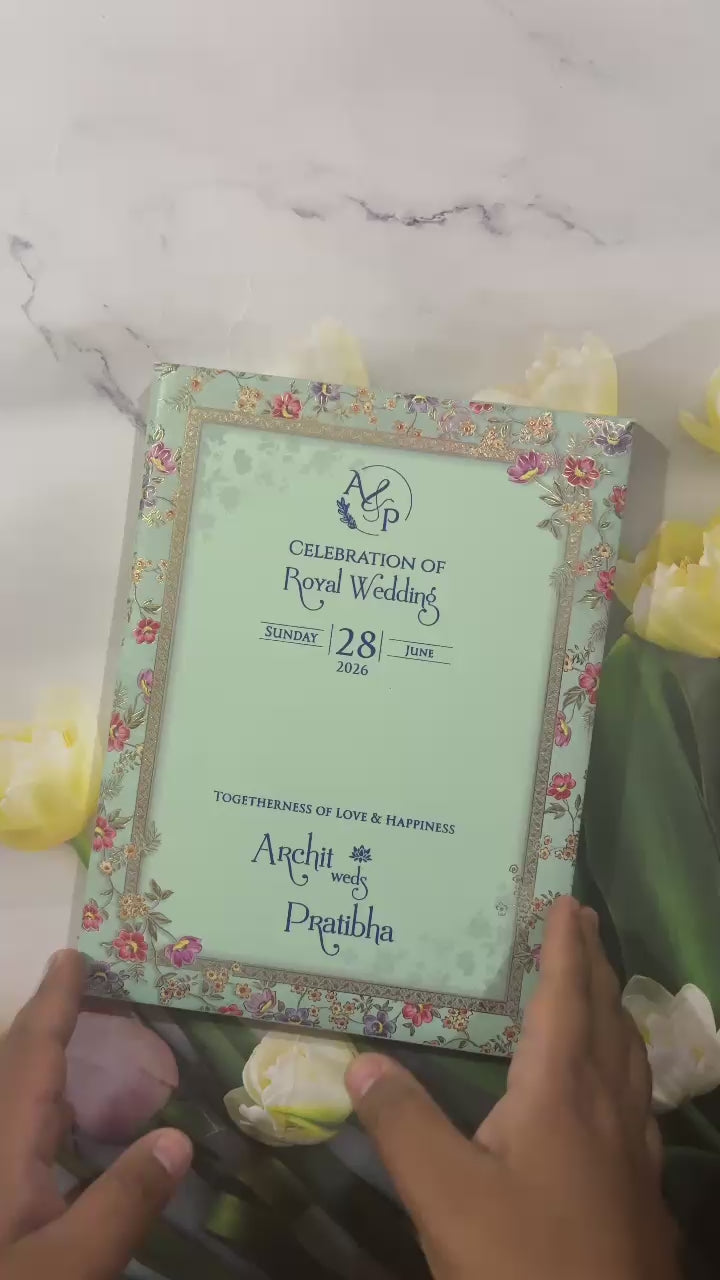 A & P
CELEBRATION OF
Royal Wedding
SUNDAY 28 JUNE
2026
TOGETHERNESS OF LOVE & HAPPINESS
Archit
weds
Pratibha